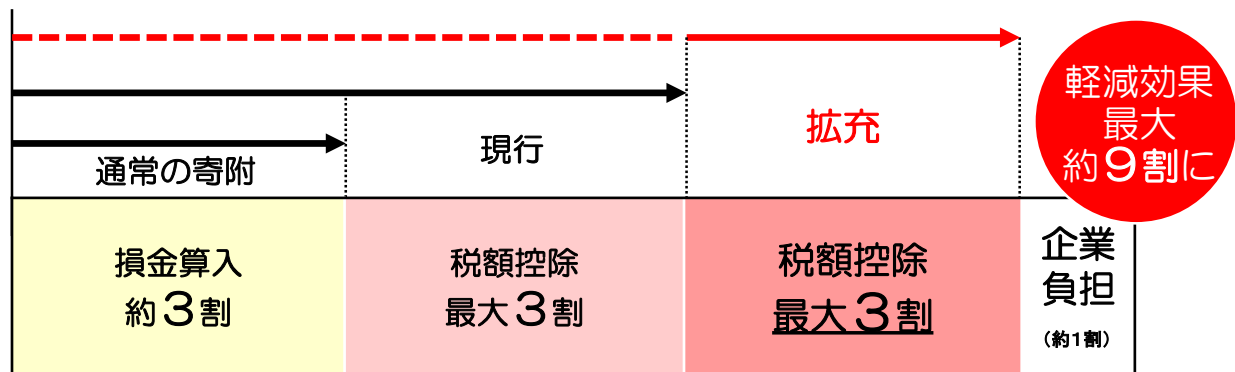 通常の寄附
現行
拡充
軽減効果
最大
約9割に
損金算入
約3割
税額控除
最大3割
税額控除
最大3割
企業
負担
(約1割)